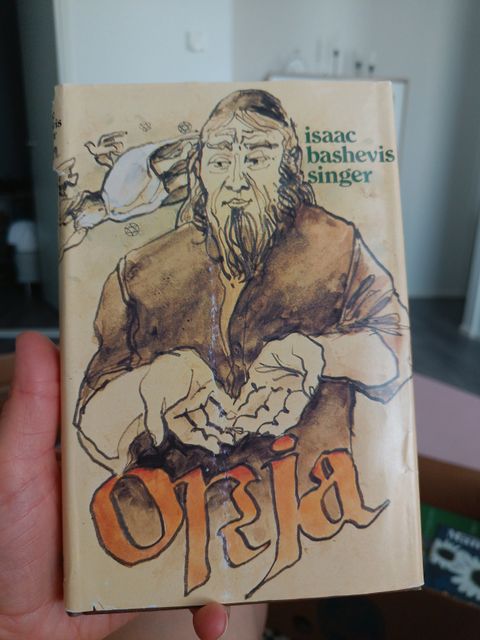 isaac
bashevis
singer
orja